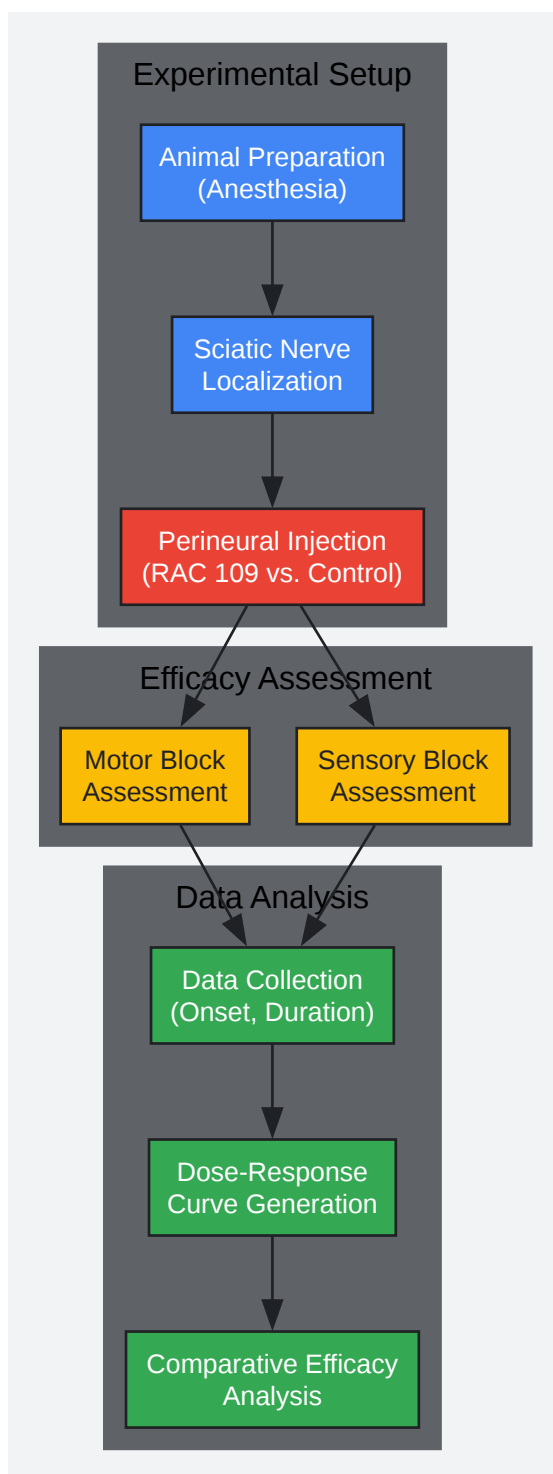 Experimental Setup
Animal Preparation
(Anesthesia)
Sciatic Nerve
Localization
Perineural Injection
(RAC 109 vs. Control)
Efficacy Assessment
Motor Block
Assessment
Sensory Block
Assessment
Data Analysis
Data Collection
(Onset, Duration)
Dose-Response
Curve Generation
Comparative Efficacy
Analysis